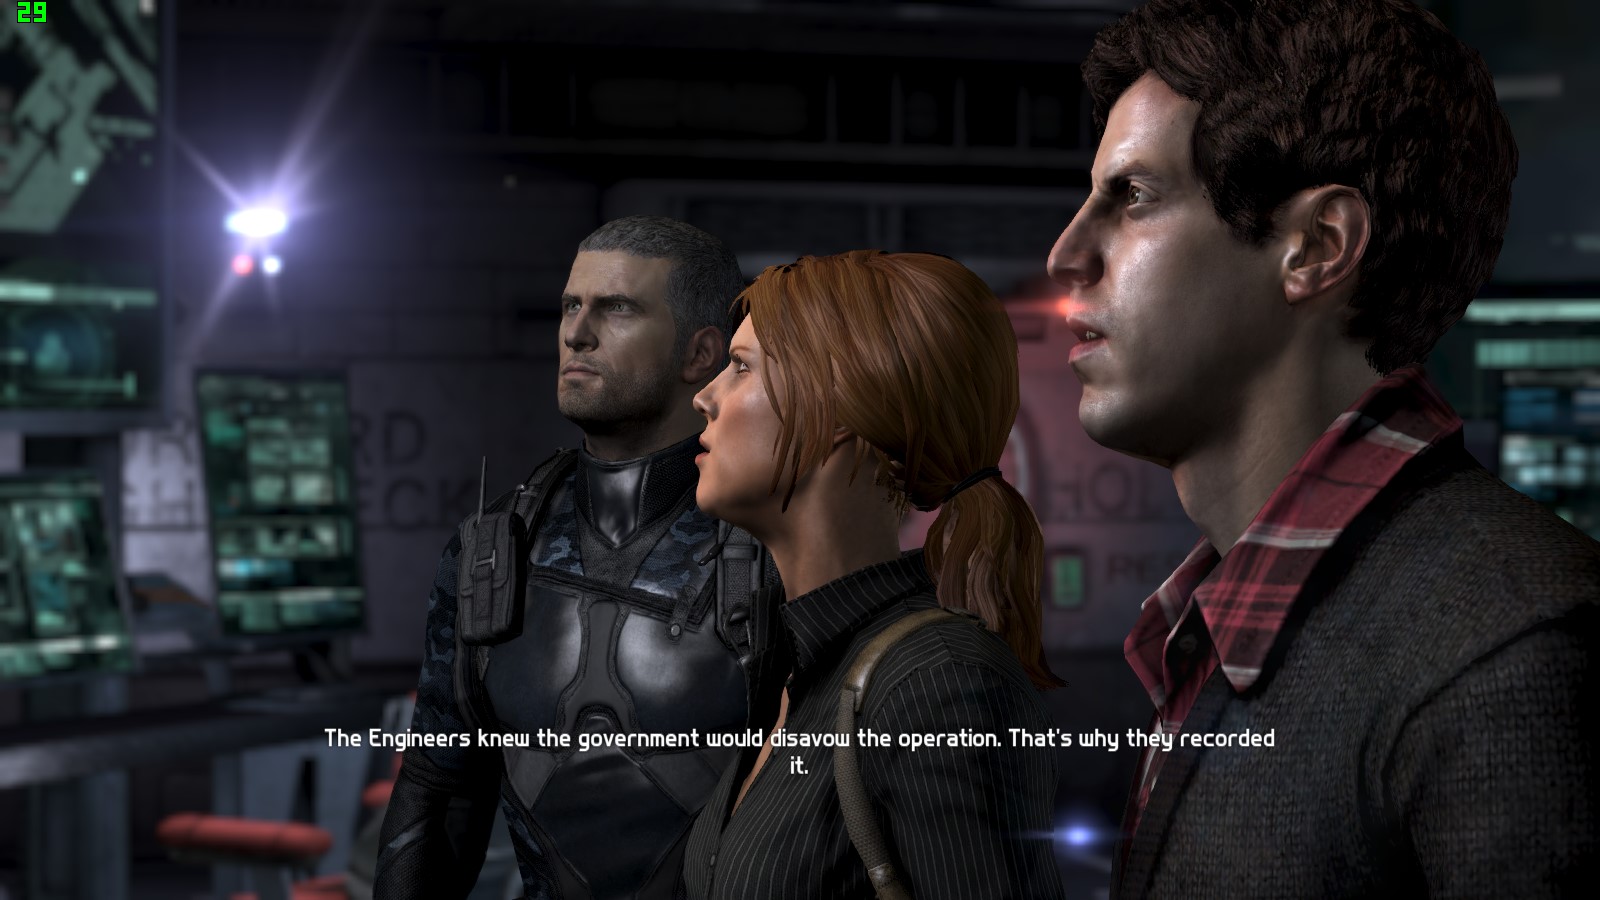 29
The Engineers knew the government would disavow the operation. That's why they recorded
it.